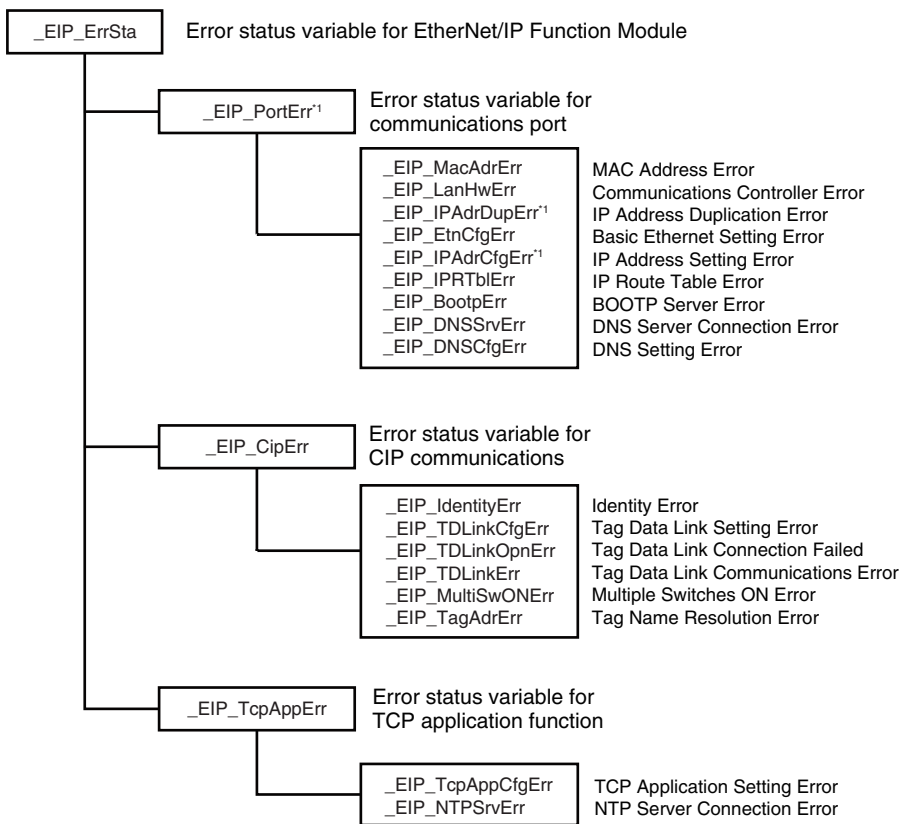 _EIP_ErrSta Error status variable for EtherNet/IP Function Module
_EIP_PortErr*1 Error status variable for
communications port
_EIP_MacAdrErr MAC Address Error
_EIP_LanHwErr Communications Controller Error
_EIP_IPAdrDupErr*1 IP Address Duplication Error
_EIP_EtnCfgErr Basic Ethernet Setting Error
_EIP_IPAdrCfgErr*1 IP Address Setting Error
_EIP_IPRTblErr IP Route Table Error
_EIP_BootpErr BOOTP Server Error
_EIP_DNSSrvErr DNS Server Connection Error
_EIP_DNSCfgErr DNS Setting Error
_EIP_CipErr Error status variable for
CIP communications
_EIP_IdentityErr Identity Error
_EIP_TDLinkCfgErr Tag Data Link Setting Error
_EIP_TDLinkOpnErr Tag Data Link Connection Failed
_EIP_TDLinkErr Tag Data Link Communications Error
_EIP_MultiSwONErr Multiple Switches ON Error
_EIP_TagAdrErr Tag Name Resolution Error
_EIP_TcpAppErr Error status variable for
TCP application function
_EIP_TcpAppCfgErr TCP Application Setting Error
_EIP_NTPSrvErr NTP Server Connection Error